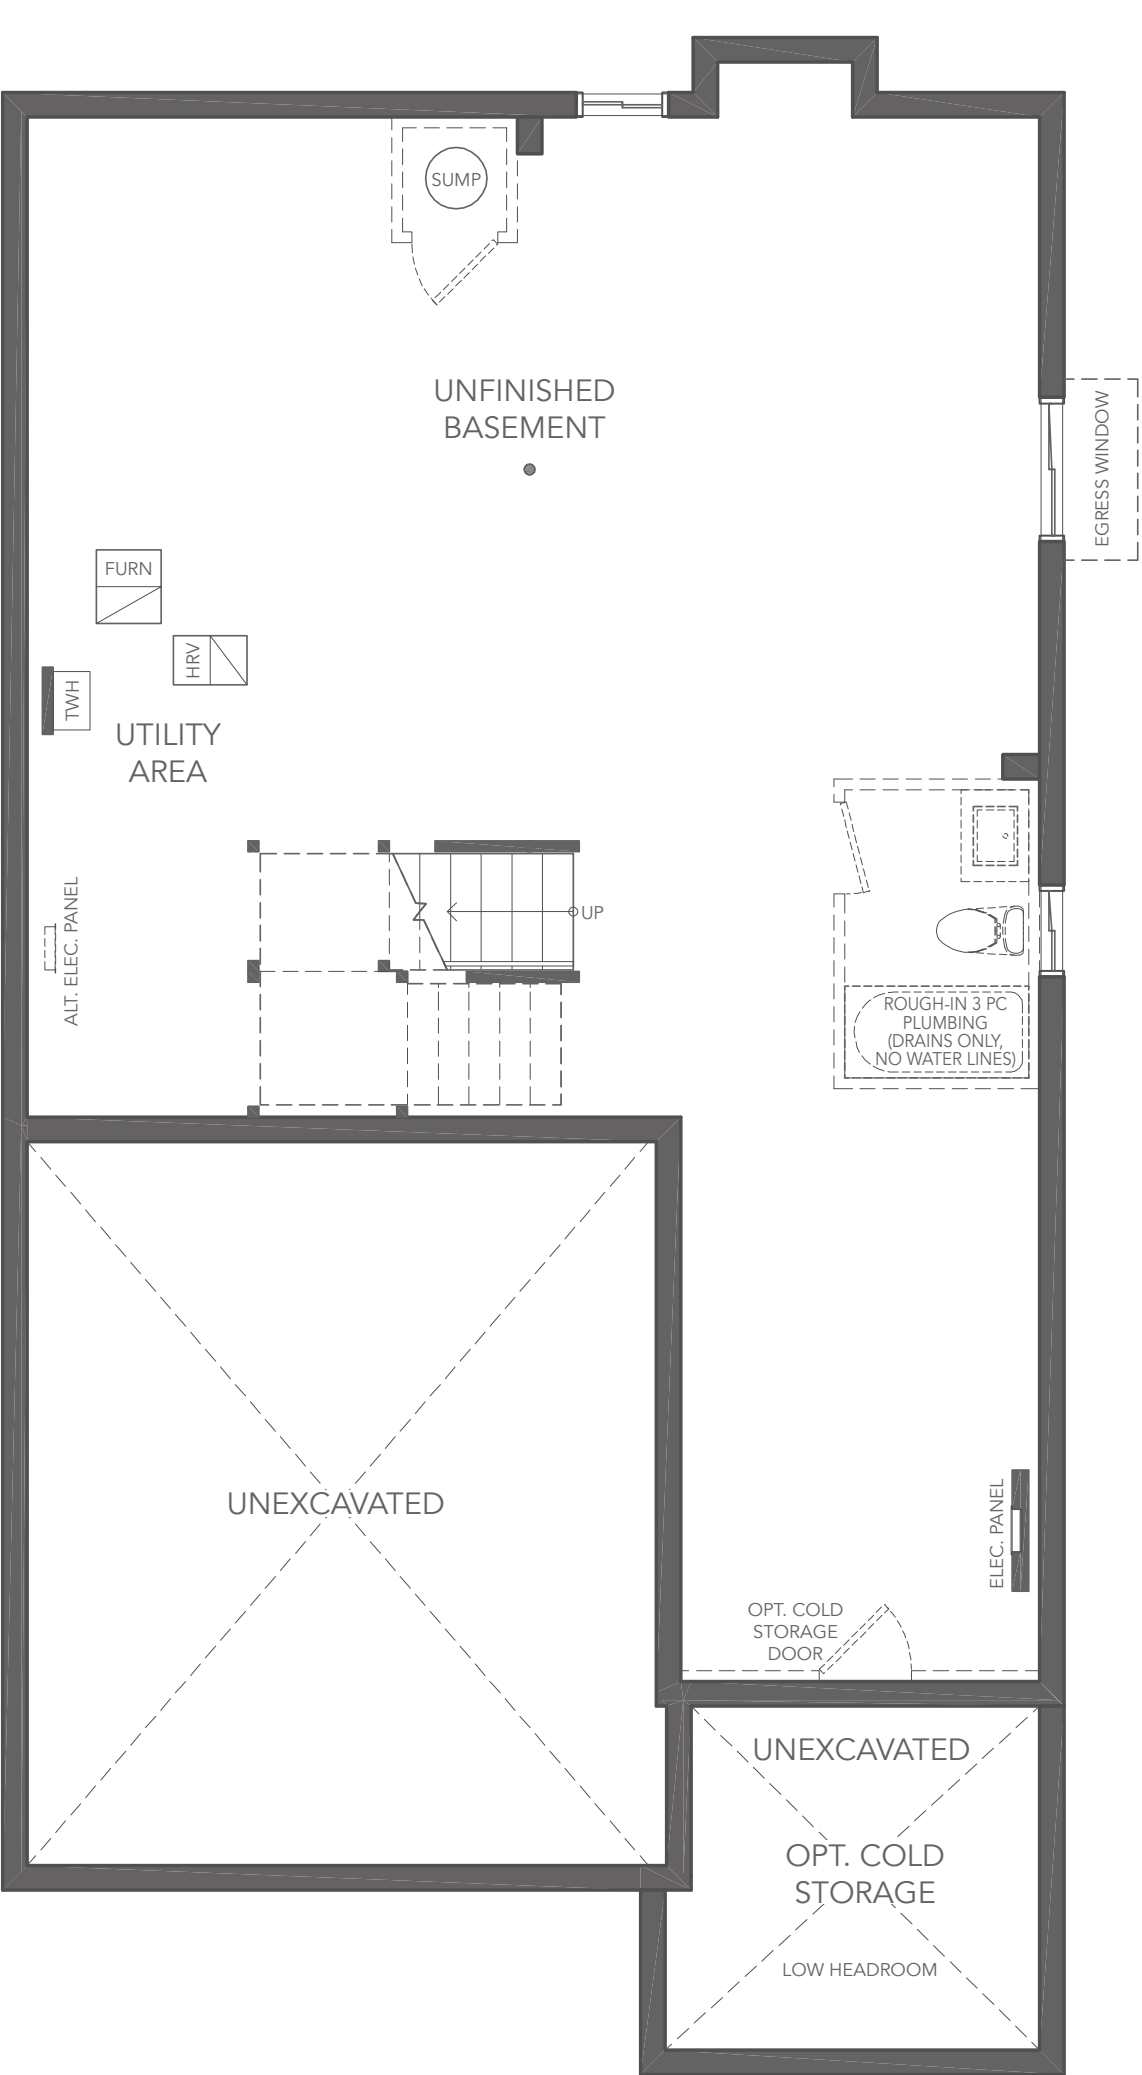 SUMP
UNFINISHED
BASEMENT
EGRESS WINDOW
FURN
HRV
TWH
UTILITY
AREA
ALT. ELEC. PANEL
UP
ROUGH-IN 3 PC
PLUMBING
(DRAINS ONLY,
NO WATER LINES)
UNEXCAVATED
ELEC. PANEL
OPT. COLD
STORAGE
DOOR
UNEXCAVATED
OPT. COLD
STORAGE
LOW HEADROOM